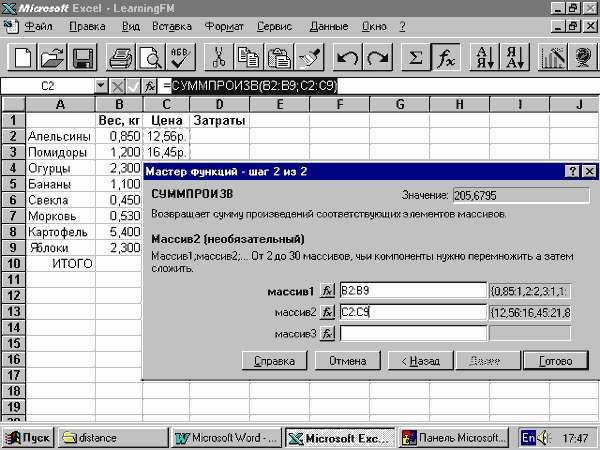 Microsoft Excel - LearningFM
Файл Правка Вид Вставка Формат Сервис Данные Окно ?
C2 =СУММПРОИЗВ(B2:B9;C2:C9)
A B C D E F G H I J
1 Вес, кг Цена Затраты
2 Апельсины 0,850 12,56р.
3 Помидоры 1,200 16,45р.
4 Огурцы 2,300
5 Бананы 1,100
6 Свекла 0,450
7 Морковь 0,530
8 Картофель 5,400
9 Яблоки 2,300
10 ИТОГО
11
12
13
14
15
16
17
18
19
Мастер функций - шаг 2 из 2
СУММПРОИЗВ Значение: 205,6795
Возвращает сумму произведений соответствующих элементов массивов.
Массив2 (необязательный)
Массив1;массив2;... От 2 до 30 массивов, чьи компоненты нужно перемножить а затем
сложить.
массив1 fx B2:B9 {0,85:1,2:2,3:1,1:
массив2 fx C2:C9 {12,56:16,45:21,8
массив3 fx
Справка Отмена < Назад Далее Готово
Пуск distance Microsoft Word - ... Microsoft Exc... Панель Microsoft... En 17:47